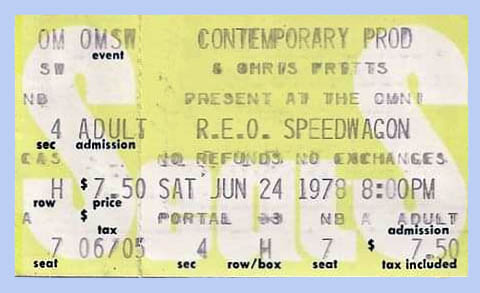 OM OMSW CONTEMPORARY PROD
event
SW & CHRIS FRITTS
NB PRESENT AT THE OMNI
4 ADULT R.E.O. SPEEDWAGON
sec admission
CAS NO REFUNDS NO EXCHANGES
H $7.50 SAT JUN 24 1978 8:00PM
row price
A $ PORTAL 33 NB A ADULT
tax admission
7 06/05 4 H 7 $ 7.50
seat sec row/box seat tax included
Seats